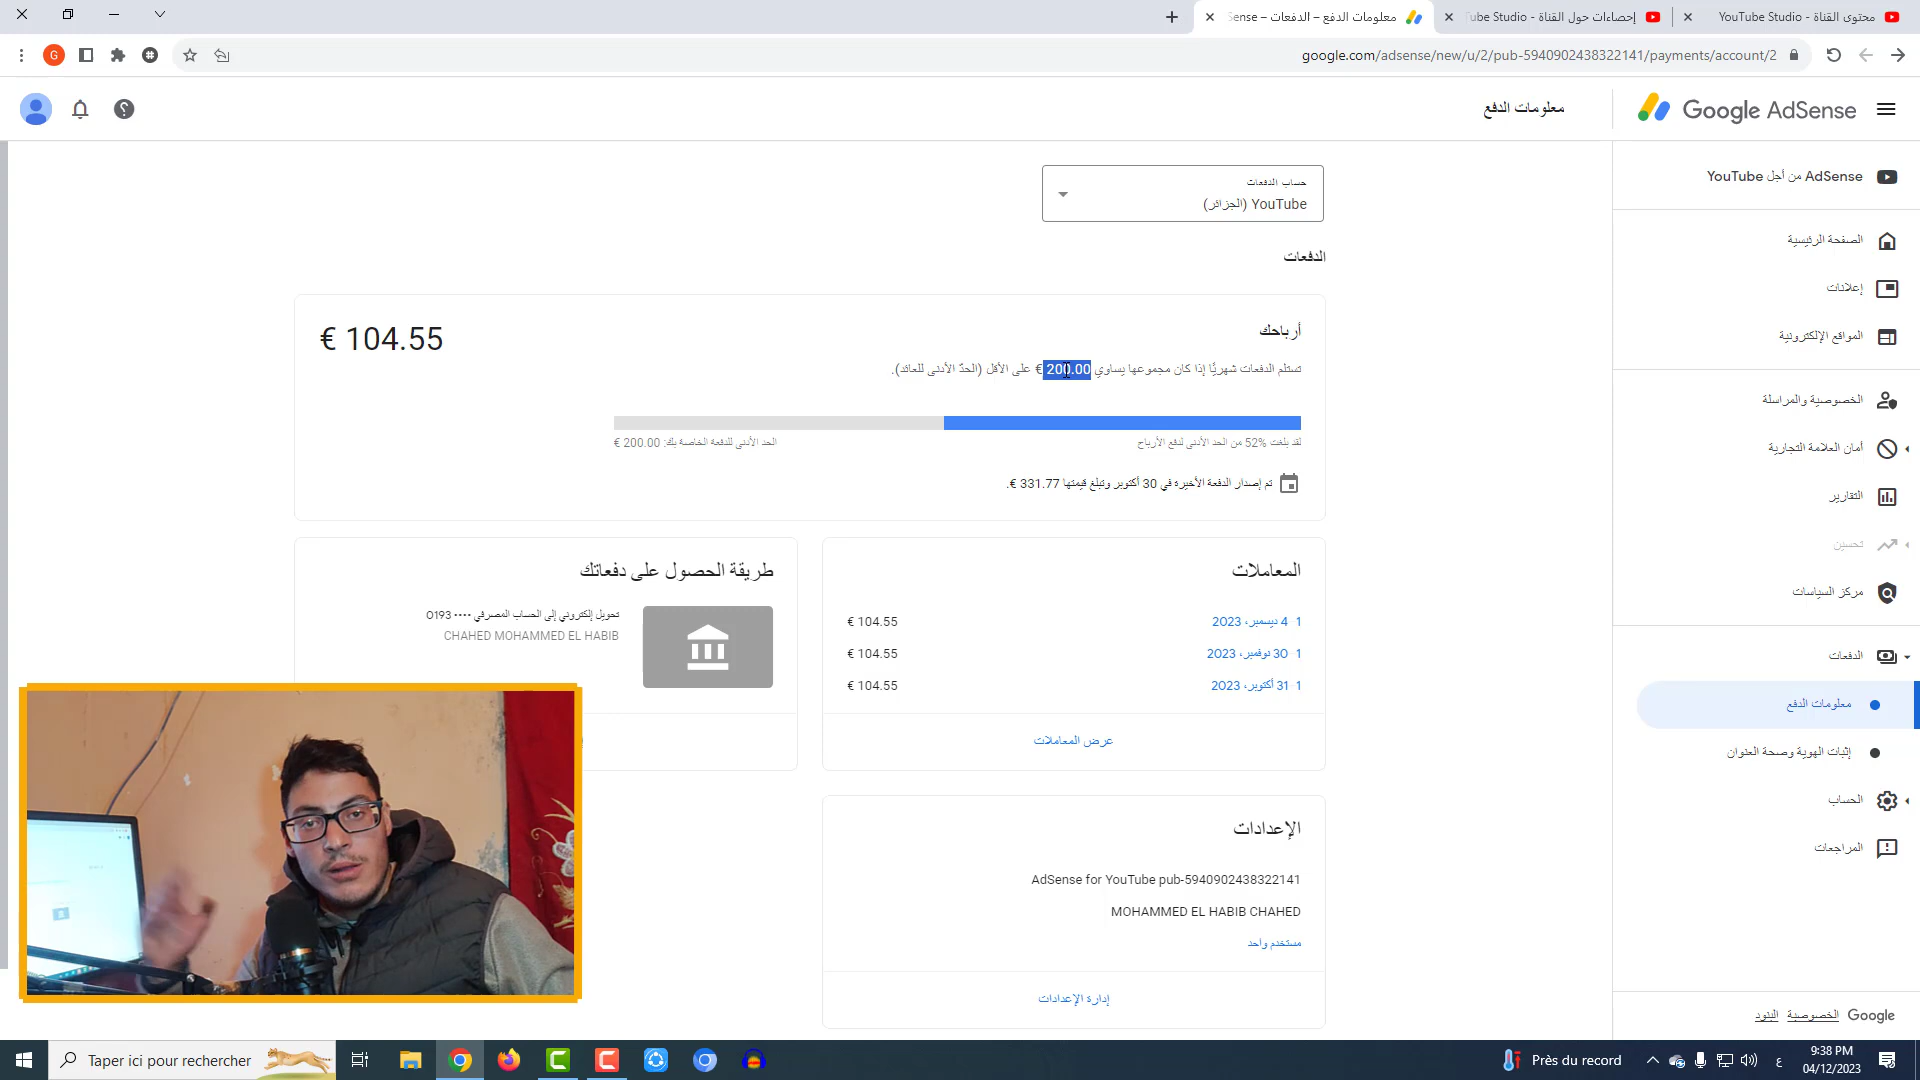 محتوى القناة - YouTube Studio
إحصاءات حول القناة - Tube Studio
معلومات الدفع – الدفعات – Sense
google.com/adsense/new/u/2/pub-5940902438322141/payments/account/2
G
Google AdSense
معلومات الدفع
AdSense من أجل YouTube
الصفحة الرئيسية
إعلانات
المواقع الإلكترونية
الخصوصية والمراسلة
أمان العلامة التجارية
التقارير
تحسين
مركز السياسات
الدفعات
معلومات الدفع
إثبات الهوية وصحة العنوان
الحساب
المراجعات
Google الخصوصية البنود
حساب الدفعات
YouTube (الجزائر)
الدفعات
أرباحك
€ 104.55
تستلم الدفعات شهريًا إذا كان مجموعها يساوي 200.00 € على الأقل (الحدّ الأدنى للعائد).
لقد بلغت 52% من الحد الأدنى لدفع الأرباح
الحد الأدنى للدفعة الخاصة بك: 200.00 €
تم إصدار الدفعة الأخيرة في 30 أكتوبر وتبلغ قيمتها 331.77 €.
المعاملات
1 4 ديسمبر، 2023 € 104.55
1 30 نوفمبر، 2023 € 104.55
1 31 أكتوبر، 2023 € 104.55
عرض المعاملات
طريقة الحصول على دفعاتك
تحويل إلكتروني إلى الحساب المصرفي •••• 0193
CHAHED MOHAMMED EL HABIB
الإعدادات
AdSense for YouTube pub-5940902438322141
MOHAMMED EL HABIB CHAHED
مستخدم واحد
إدارة الإعدادات
Taper ici pour rechercher
Près du record
ع
9:38 PM
04/12/2023